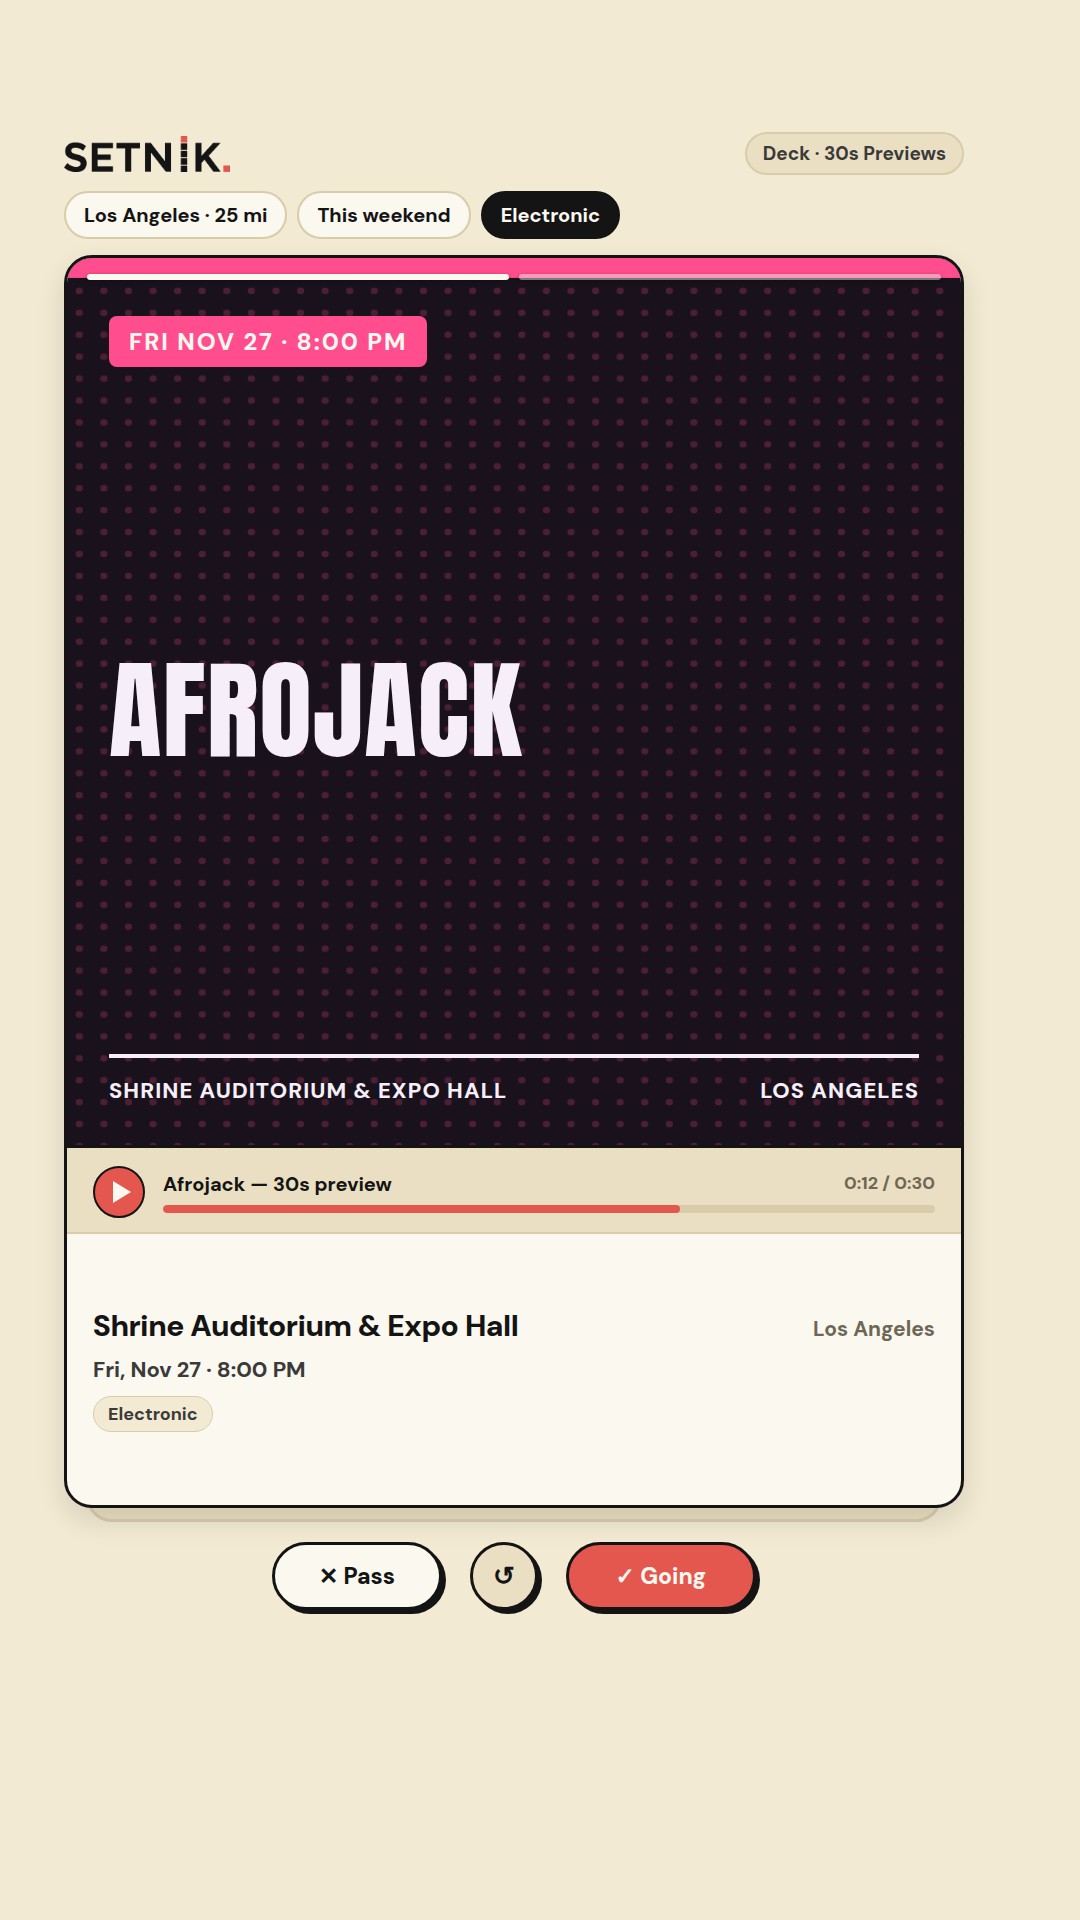 SETNIK.
Deck · 30s Previews
Los Angeles · 25 mi
This weekend
Electronic
FRI NOV 27 · 8:00 PM
AFROJACK
SHRINE AUDITORIUM & EXPO HALL
LOS ANGELES
Afrojack — 30s preview
0:12 / 0:30
Shrine Auditorium & Expo Hall
Los Angeles
Fri, Nov 27 · 8:00 PM
Electronic
✕ Pass
↺
✓ Going